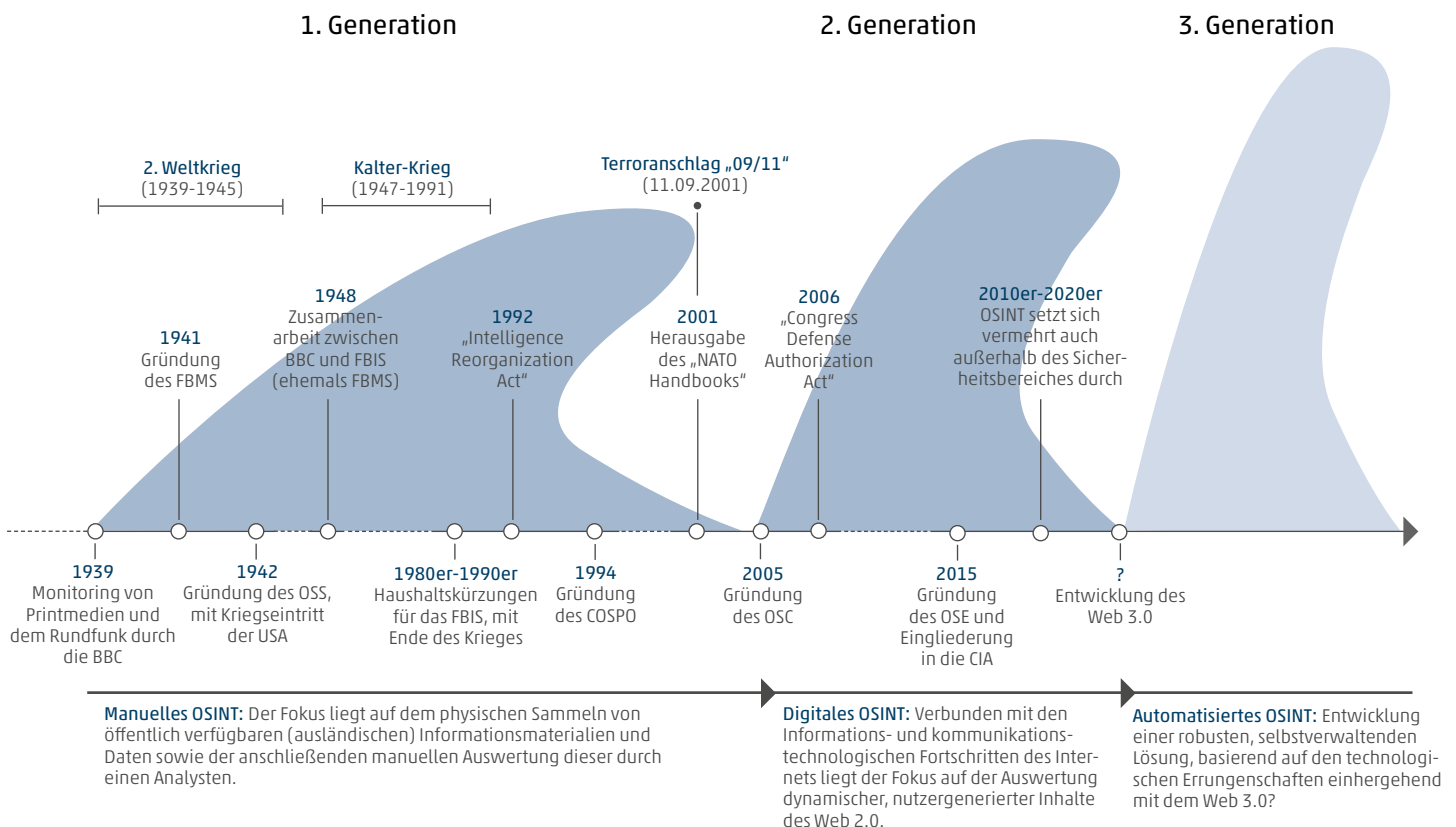 1. Generation
2. Generation
3. Generation
2. Weltkrieg
(1939-1945)
Kalter-Krieg
(1947-1991)
Terroranschlag „09/11“
(11.09.2001)
1941
Gründung
des FBMS
1948
Zusammen-
arbeit zwischen
BBC und FBIS
(ehemals FBMS)
1992
„Intelligence
Reorganization
Act“
2001
Herausgabe
des „NATO
Handbooks“
2006
„Congress
Defense
Authorization
Act“
2010er-2020er
OSINT setzt sich
vermehrt auch
außerhalb des Sicher-
heitsbereiches durch
1939
Monitoring von
Printmedien und
dem Rundfunk durch
die BBC
1942
Gründung des OSS,
mit Kriegseintritt
der USA
1980er-1990er
Haushaltskürzungen
für das FBIS, mit
Ende des Krieges
1994
Gründung
des COSPO
2005
Gründung
des OSC
2015
Gründung
des OSE und
Eingliederung
in die CIA
?
Entwicklung des
Web 3.0
Manuelles OSINT: Der Fokus liegt auf dem physischen Sammeln von
öffentlich verfügbaren (ausländischen) Informationsmaterialien und
Daten sowie der anschließenden manuellen Auswertung dieser durch
einen Analysten.
Digitales OSINT: Verbunden mit den
Informations- und kommunikations-
technologischen Fortschritten des Inter-
nets liegt der Fokus auf der Auswertung
dynamischer, nutzergenerierter Inhalte
des Web 2.0.
Automatisiertes OSINT: Entwicklung
einer robusten, selbstverwaltenden
Lösung, basierend auf den technologi-
schen Errungenschaften einhergehend
mit dem Web 3.0?